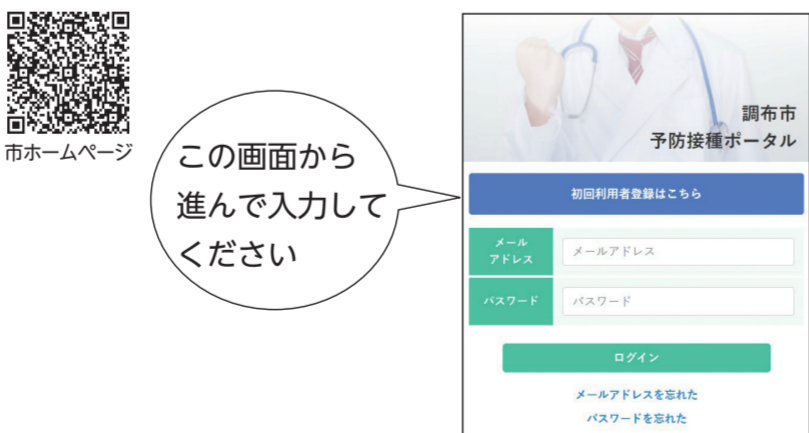 市ホームページ
この画面から
進んで入力して
ください
調布市
予防接種ポータル
初回利用者登録はこちら
メール
アドレス
メールアドレス
パスワード
パスワード
ログイン
メールアドレスを忘れた
パスワードを忘れた